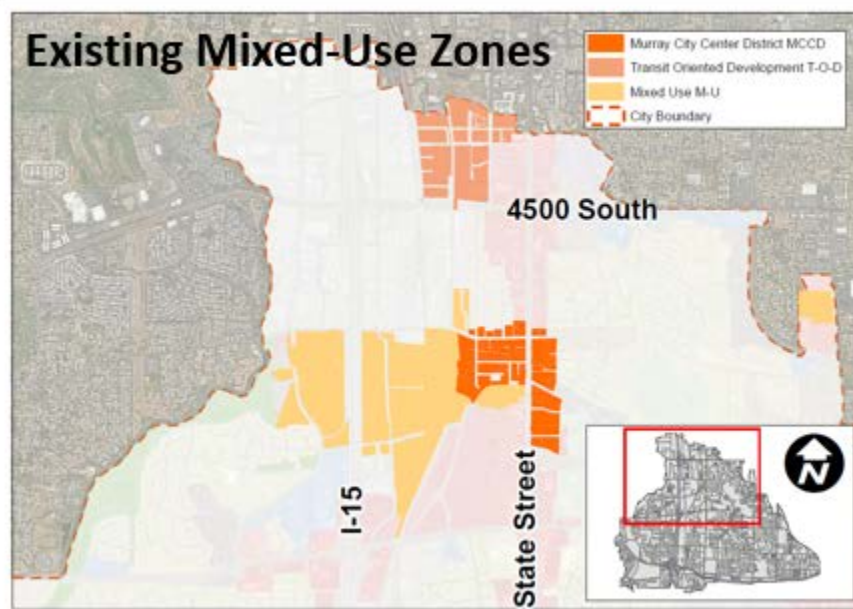 Existing Mixed-Use Zones
Murray City Center District MCCD
Transit Oriented Development T-O-D
Mixed Use M-U
City Boundary
4500 South
I-15
State Street
N